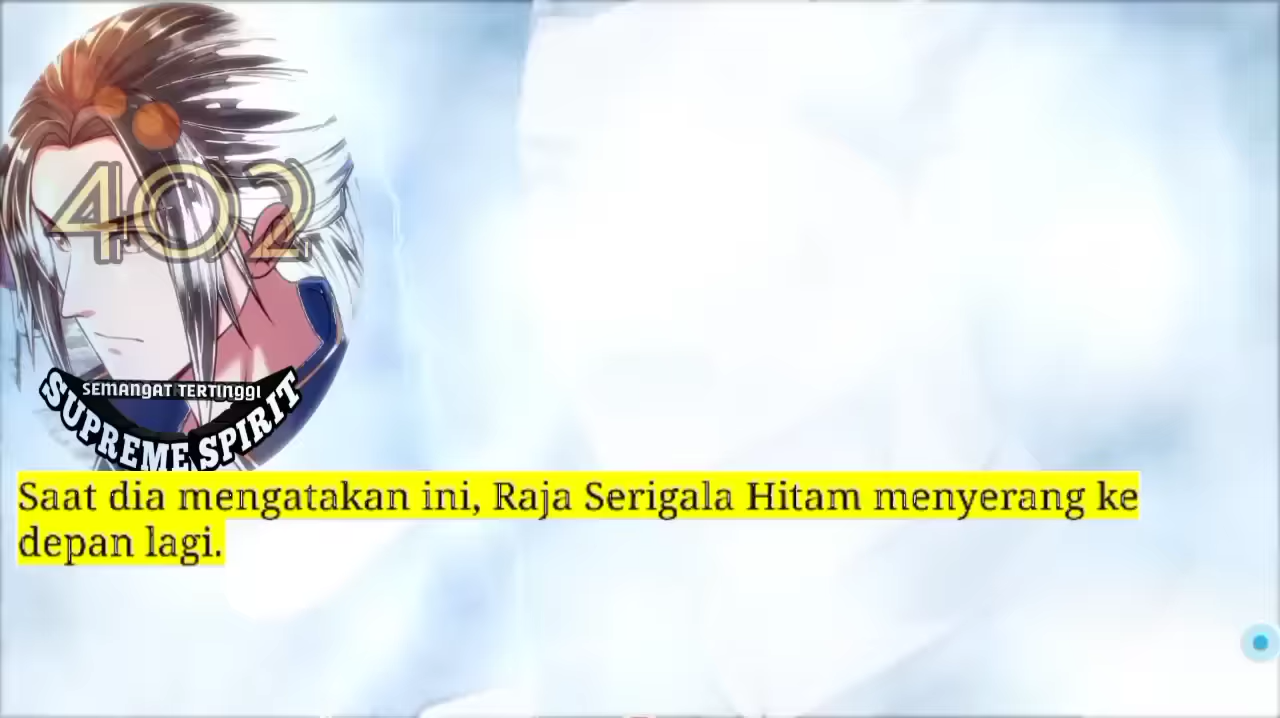 402
SEMANGAT TERTINGGI
SUPREME SPIRIT
Saat dia mengatakan ini, Raja Serigala Hitam menyerang ke
depan lagi.